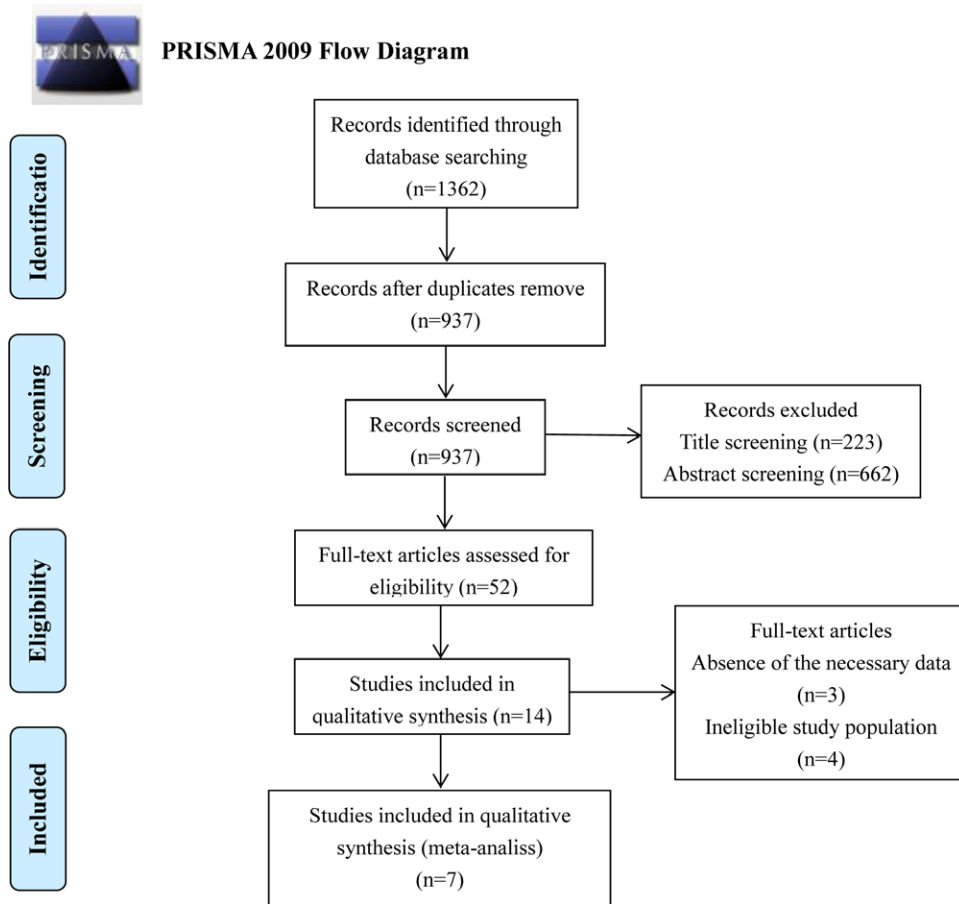 PRISMA
PRISMA 2009 Flow Diagram
Identificatio
Records identified through
database searching
(n=1362)
Records after duplicates remove
(n=937)
Screening
Records screened
(n=937)
Records excluded
Title screening (n=223)
Abstract screening (n=662)
Eligibility
Full-text articles assessed for
eligibility (n=52)
Studies included in
qualitative synthesis (n=14)
Full-text articles
Absence of the necessary data
(n=3)
Ineligible study population
(n=4)
Included
Studies included in qualitative
synthesis (meta-analiss)
(n=7)